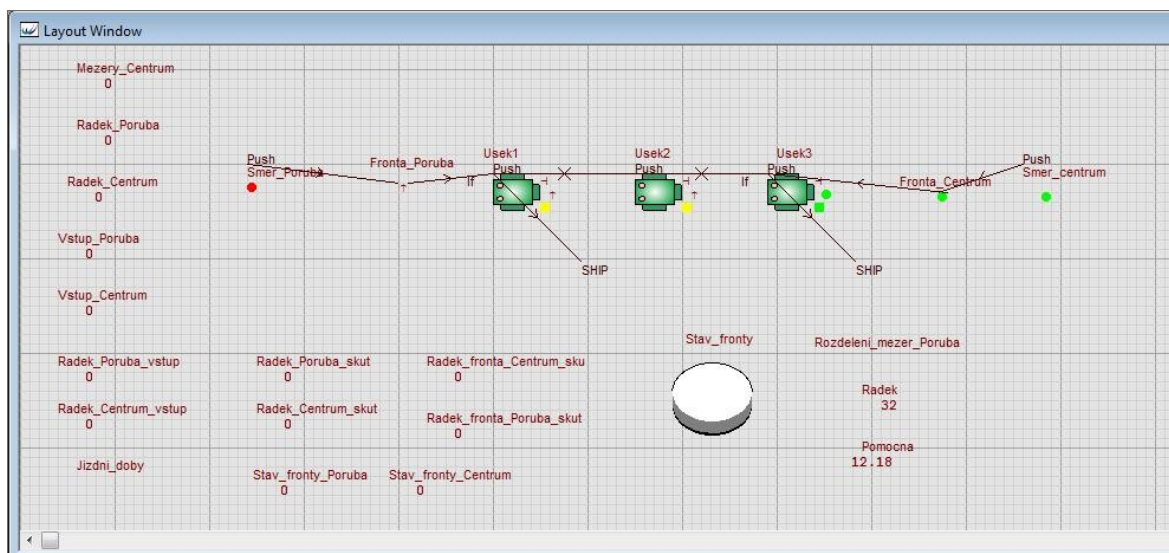 Layout Window
Mezery_Centrum
0
Radek_Poruba
0
Radek_Centrum
0
Vstup_Poruba
0
Vstup_Centrum
0
Push
Smer_Poruba
Fronta_Poruba
If
Usek1
Push
Usek2
Push
If
Usek3
Push
Fronta_Centrum
Push
Smer_centrum
SHIP
SHIP
Radek_Poruba_vstup
0
Radek_Poruba_skut
0
Radek_fronta_Centrum_sku
0
Radek_Centrum_vstup
0
Radek_Centrum_skut
0
Radek_fronta_Poruba_skut
0
Jizdni_doby
Stav_fronty_Poruba
0
Stav_fronty_Centrum
0
Stav_fronty
Rozdeleni_mezer_Poruba
Radek
32
Pomocna
12.18